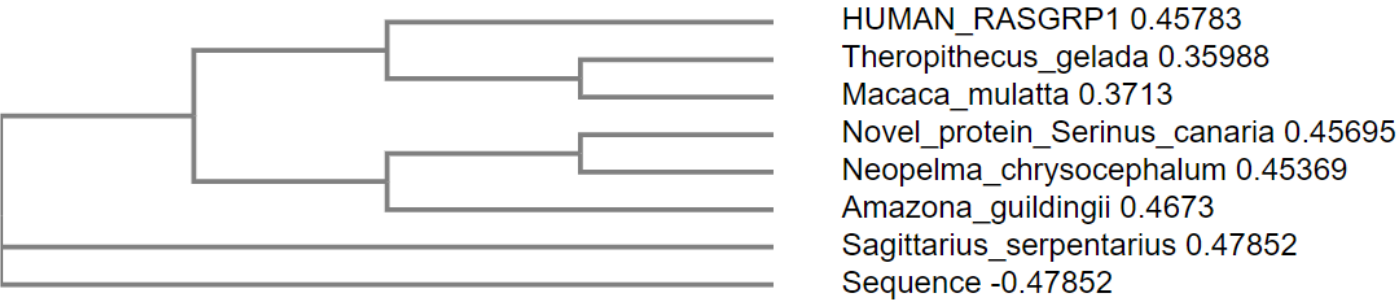 HUMAN_RASGRP1 0.45783
Theropithecus_gelada 0.35988
Macaca_mulatta 0.3713
Novel_protein_Serinus_canaria 0.45695
Neopelma_chrysocephalum 0.45369
Amazona_guildingii 0.4673
Sagittarius_serpentarius 0.47852
Sequence -0.47852